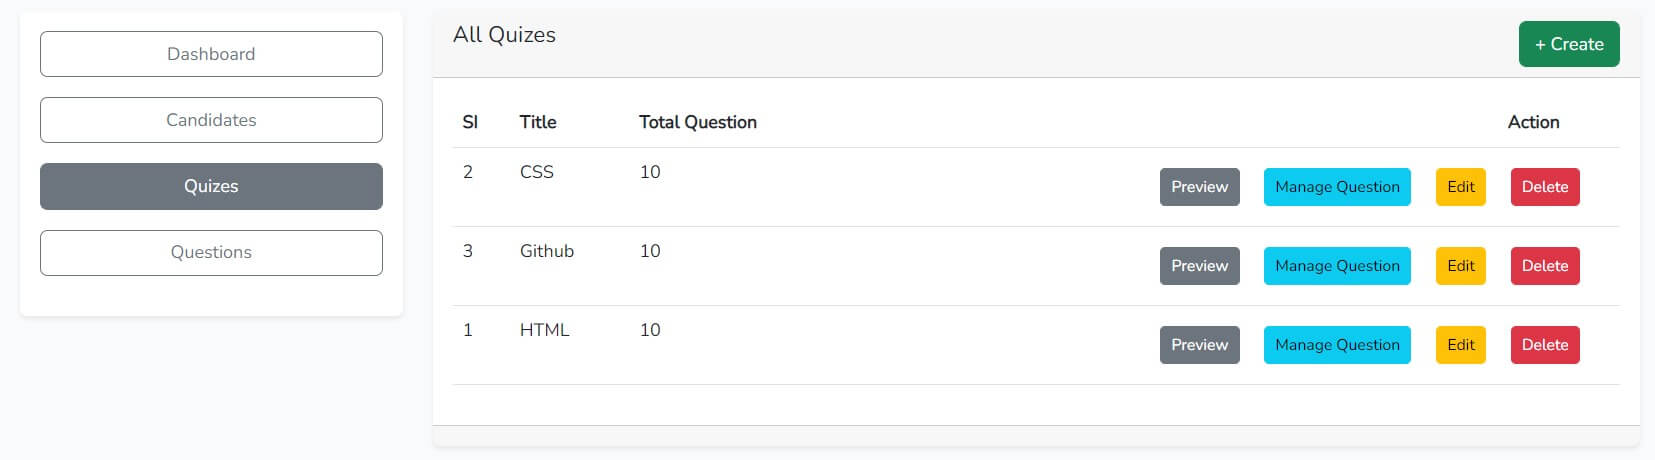 Dashboard
Candidates
Quizes
Questions
All Quizes
+ Create
SI Title Total Question Action
2 CSS 10 Preview Manage Question Edit Delete
3 Github 10 Preview Manage Question Edit Delete
1 HTML 10 Preview Manage Question Edit Delete